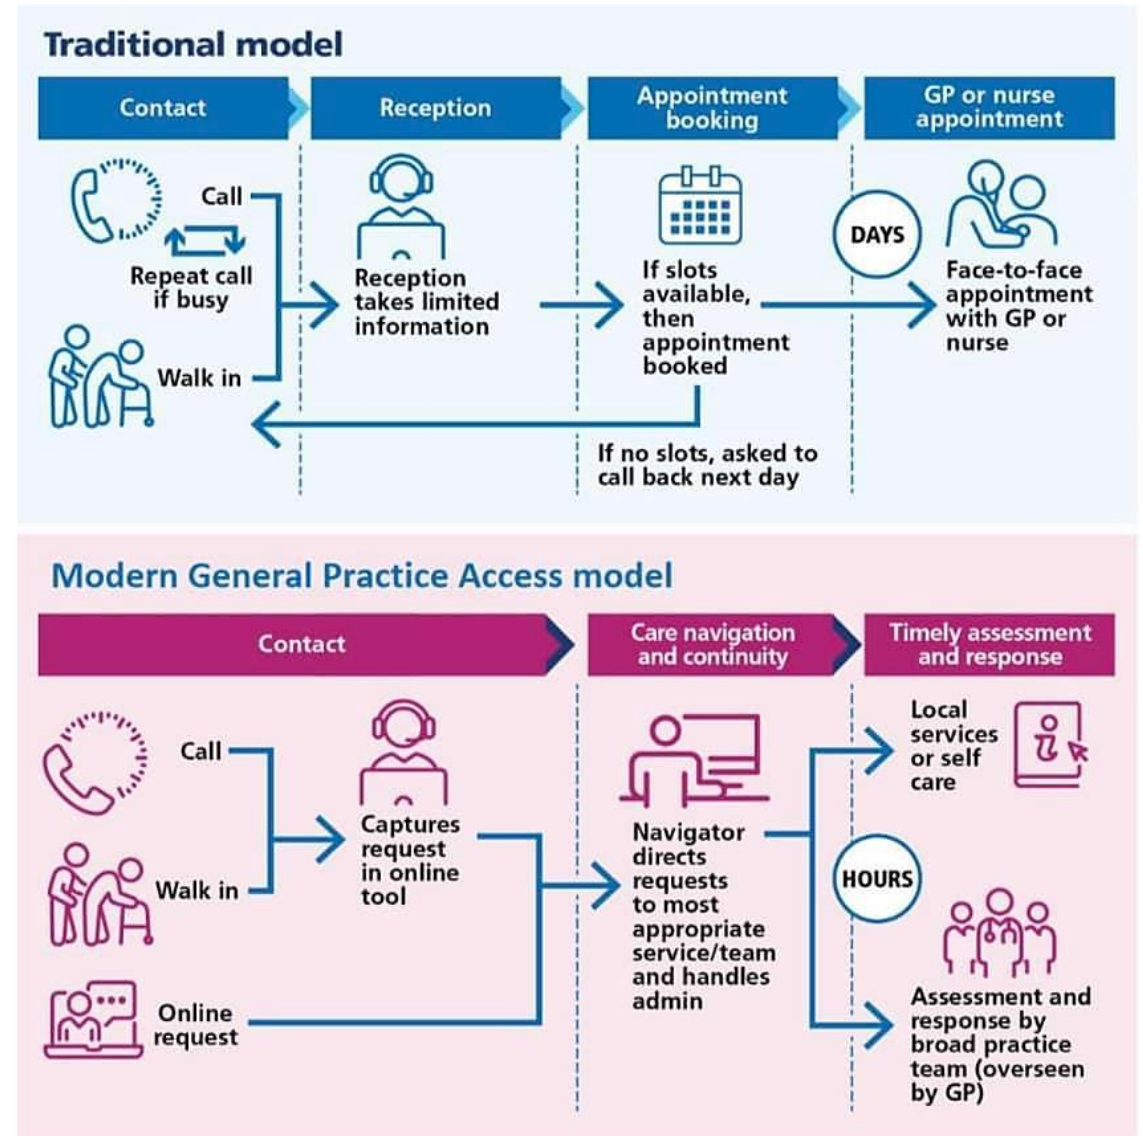 Traditional model
Contact
Reception
Appointment
booking
GP or nurse
appointment
Call
Repeat call
if busy
Walk in
Reception
takes limited
information
If slots
available,
then
appointment
booked
If no slots, asked to
call back next day
DAYS
Face-to-face
appointment
with GP or
nurse
Modern General Practice Access model
Contact
Care navigation
and continuity
Timely assessment
and response
Call
Walk in
Online
request
Captures
request
in online
tool
Navigator
directs
requests
to most
appropriate
service/team
and handles
admin
Local
services
or self
care
HOURS
Assessment and
response by
broad practice
team (overseen
by GP)